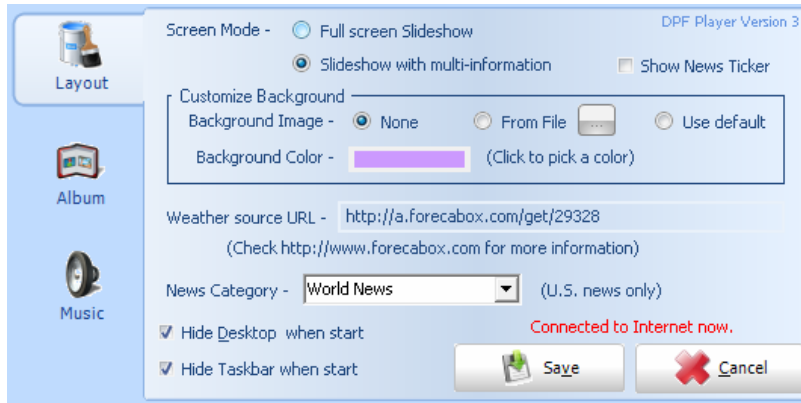 DPF Player Version 3
Screen Mode - Full screen Slideshow
Slideshow with multi-information Show News Ticker
Layout
Customize Background
Background Image - None From File ... Use default
Background Color - (Click to pick a color)
Album
Weather source URL - http://a.forecabox.com/get/29328
(Check http://www.forecabox.com for more information)
News Category - World News (U.S. news only)
Music
Hide Desktop when start Connected to Internet now.
Hide Taskbar when start Save Cancel